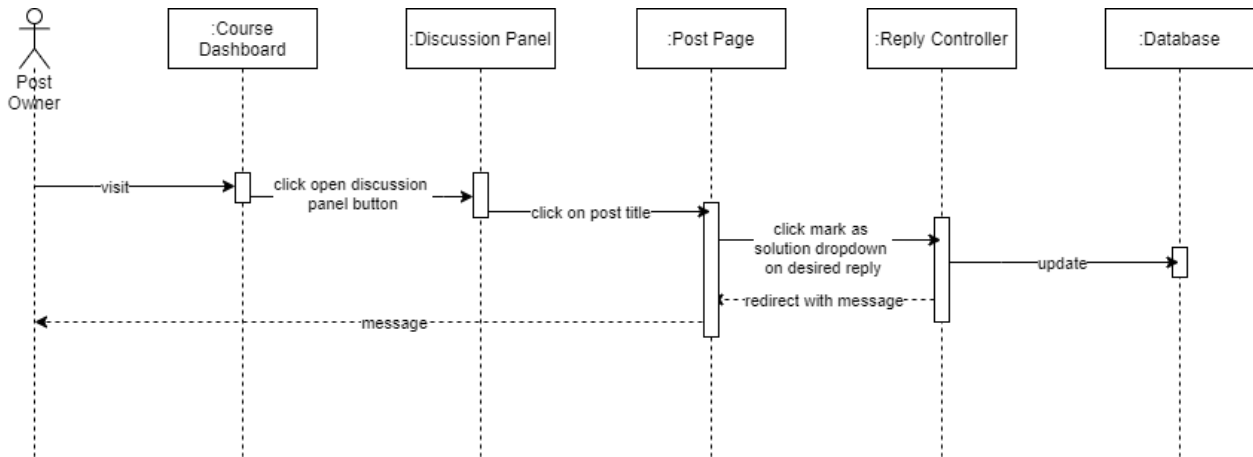 :Course
Dashboard
:Discussion Panel
:Post Page
:Reply Controller
:Database
Post
Owner
visit
click open discussion
panel button
click on post title
click mark as
solution dropdown
on desired reply
update
redirect with message
message